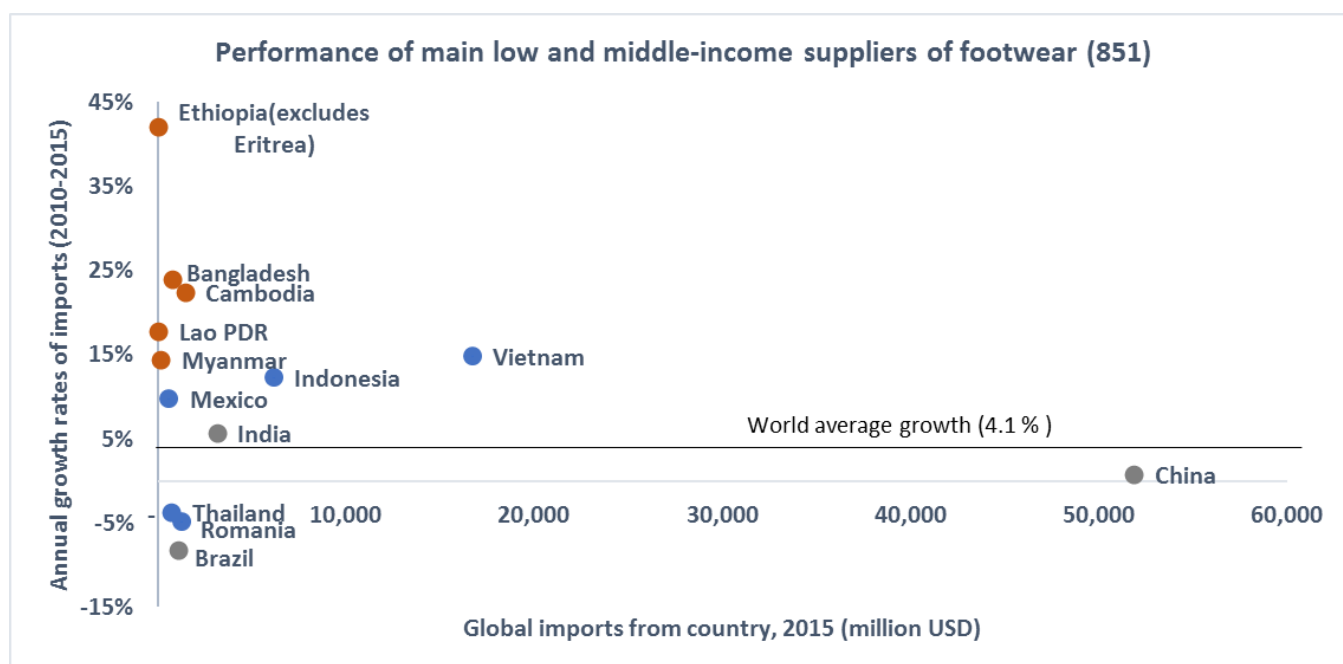 Performance of main low and middle-income suppliers of footwear (851)
Annual growth rates of imports (2010-2015)
45%
35%
25%
15%
5%
-5%
-15%
Ethiopia(excludes
Eritrea)
Bangladesh
Cambodia
Lao PDR
Myanmar
Vietnam
Indonesia
Mexico
India
World average growth (4.1 % )
China
Thailand
Romania
Brazil
- 10,000 20,000 30,000 40,000 50,000 60,000
Global imports from country, 2015 (million USD)